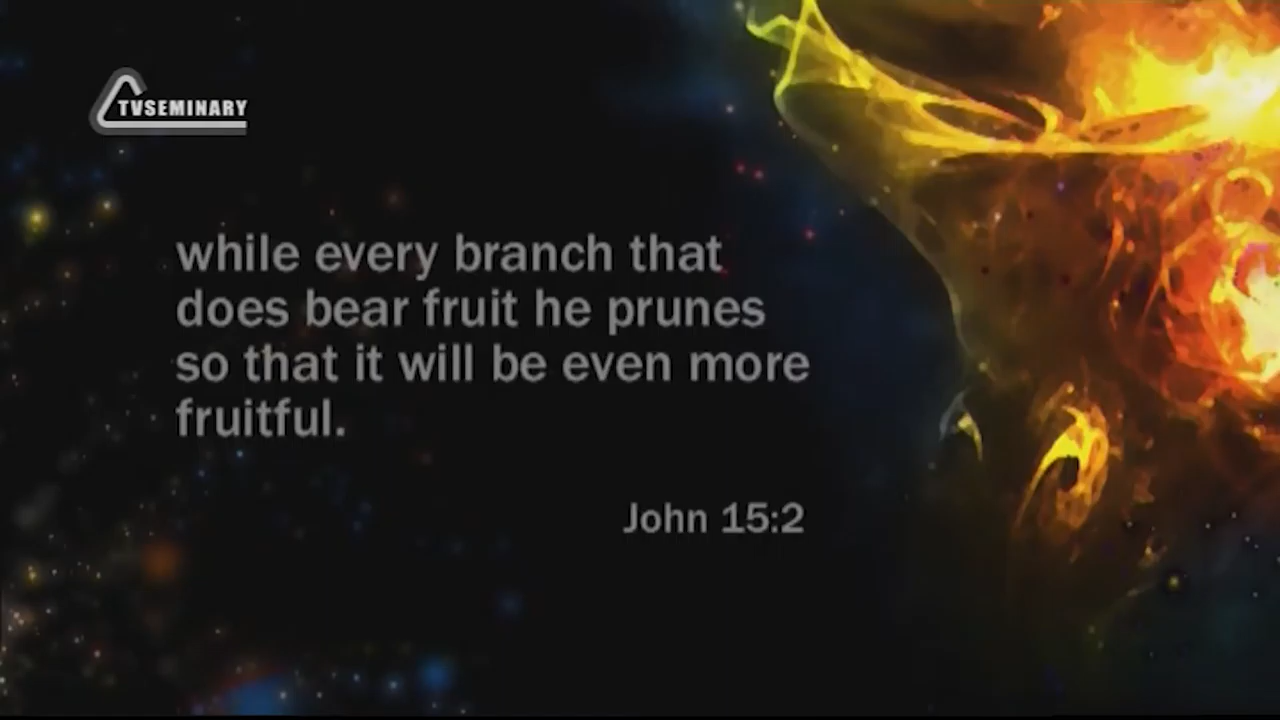 TVSEMINARY
while every branch that
does bear fruit he prunes
so that it will be even more
fruitful.
John 15:2